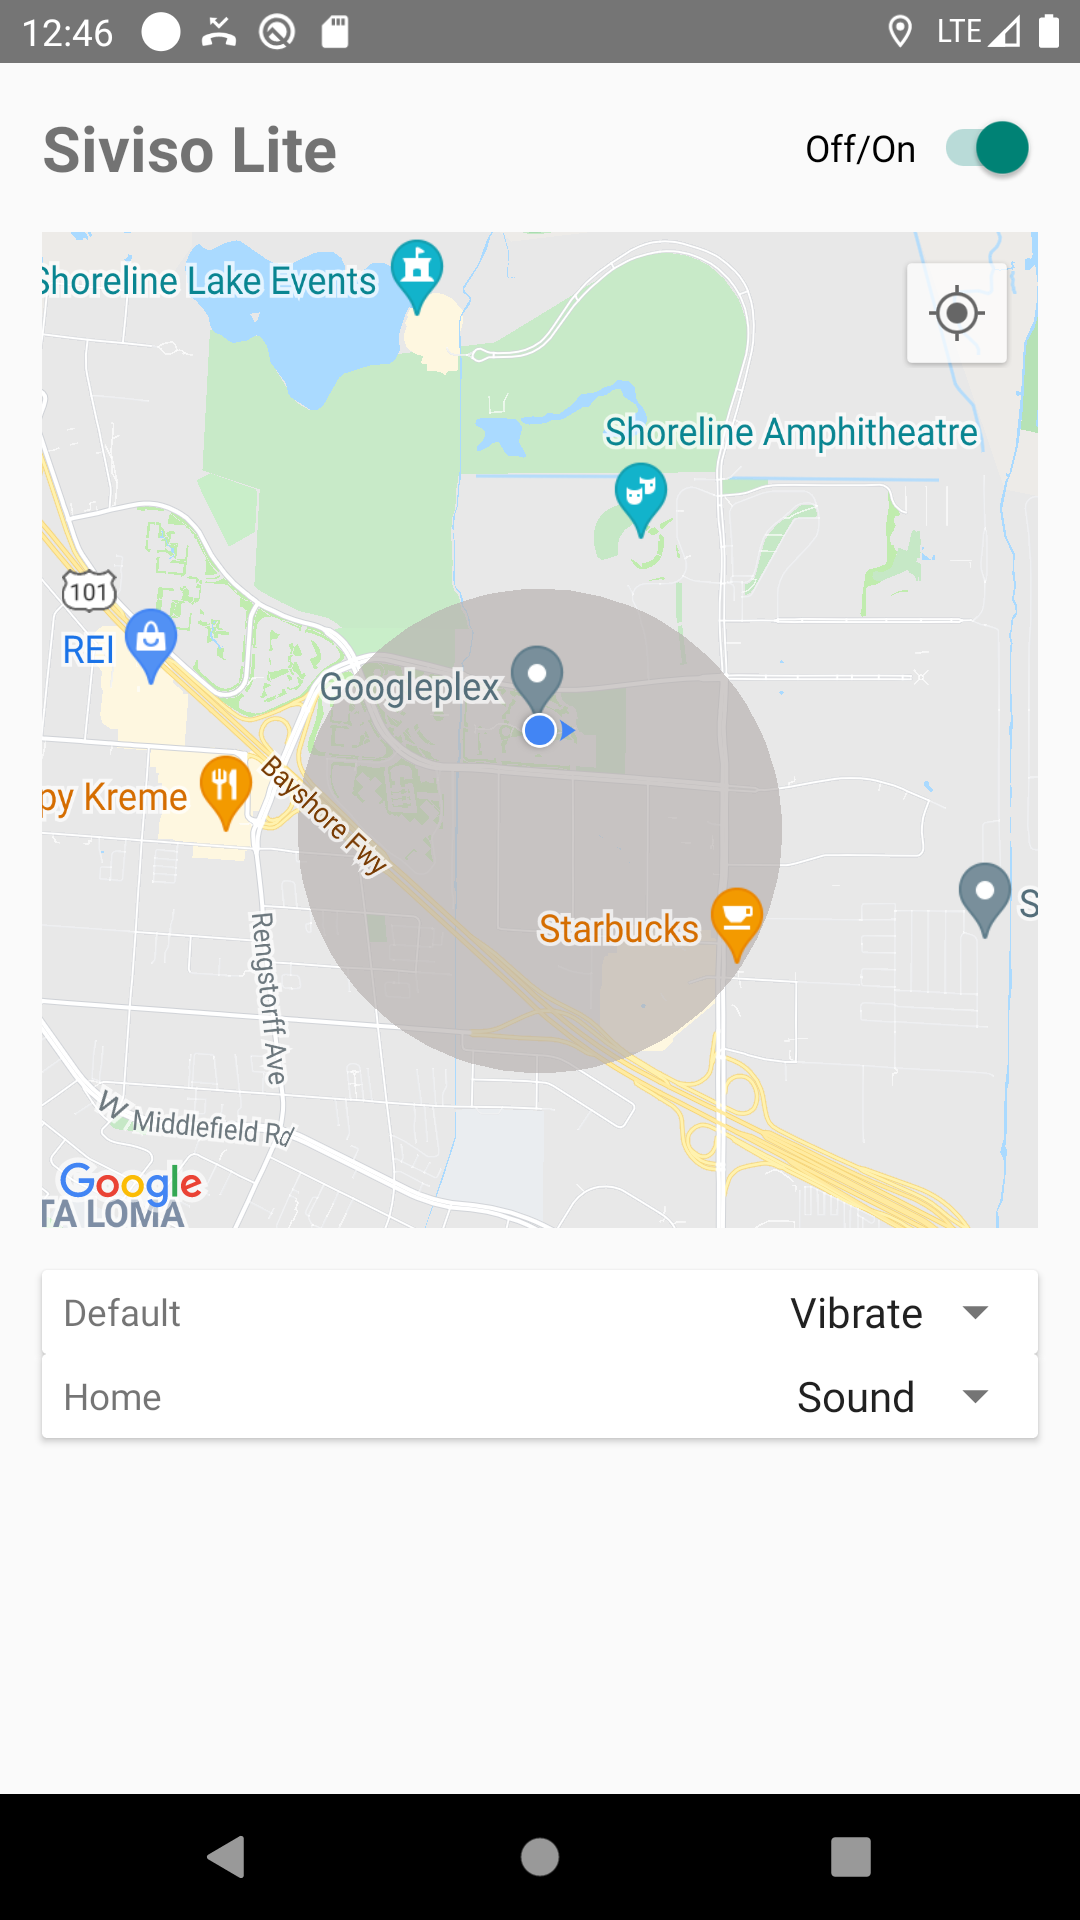 12:46
LTE
Siviso Lite
Off/On
Shoreline Lake Events
Shoreline Amphitheatre
101
REI
Googleplex
Bayshore Fwy
py Kreme
Starbucks
S
Rengstorff Ave
W Middlefield Rd
Google
TA LOMA
Default
Vibrate
Home
Sound